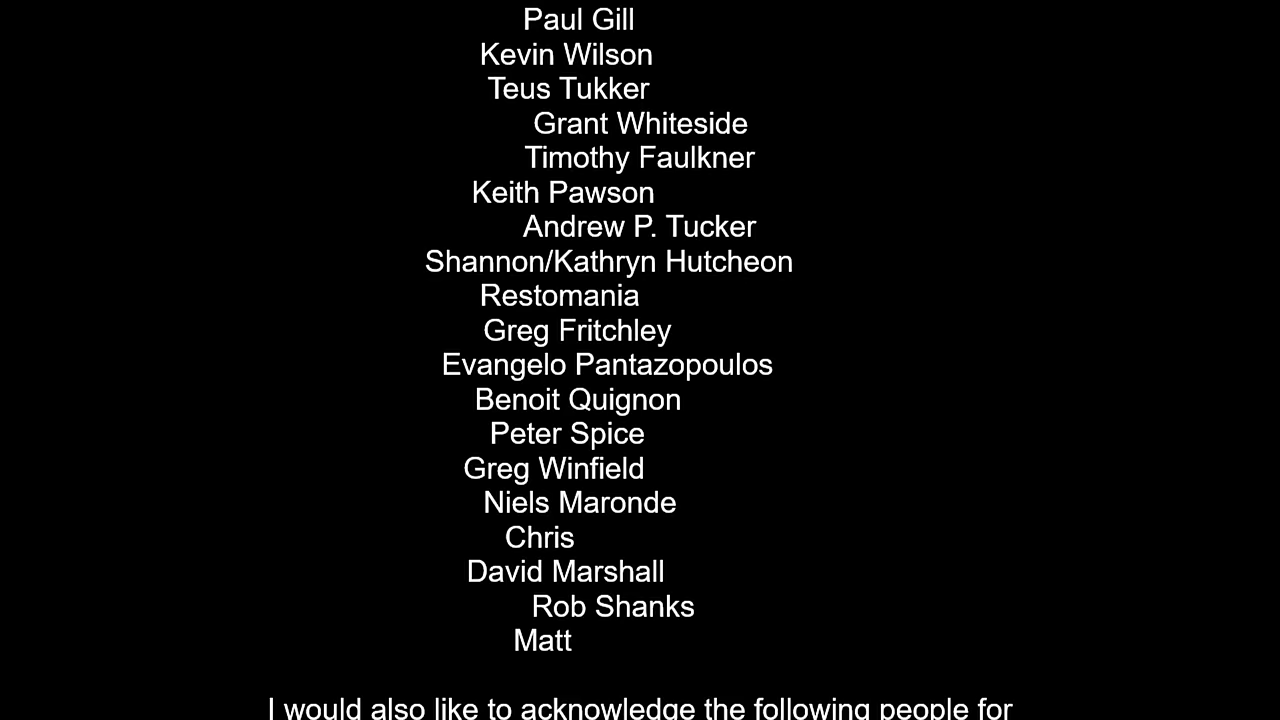 Paul Gill
Kevin Wilson
Teus Tukker
Grant Whiteside
Timothy Faulkner
Keith Pawson
Andrew P. Tucker
Shannon/Kathryn Hutcheon
Restomania
Greg Fritchley
Evangelo Pantazopoulos
Benoit Quignon
Peter Spice
Greg Winfield
Niels Maronde
Chris
David Marshall
Rob Shanks
Matt
I would also like to acknowledge the following people for